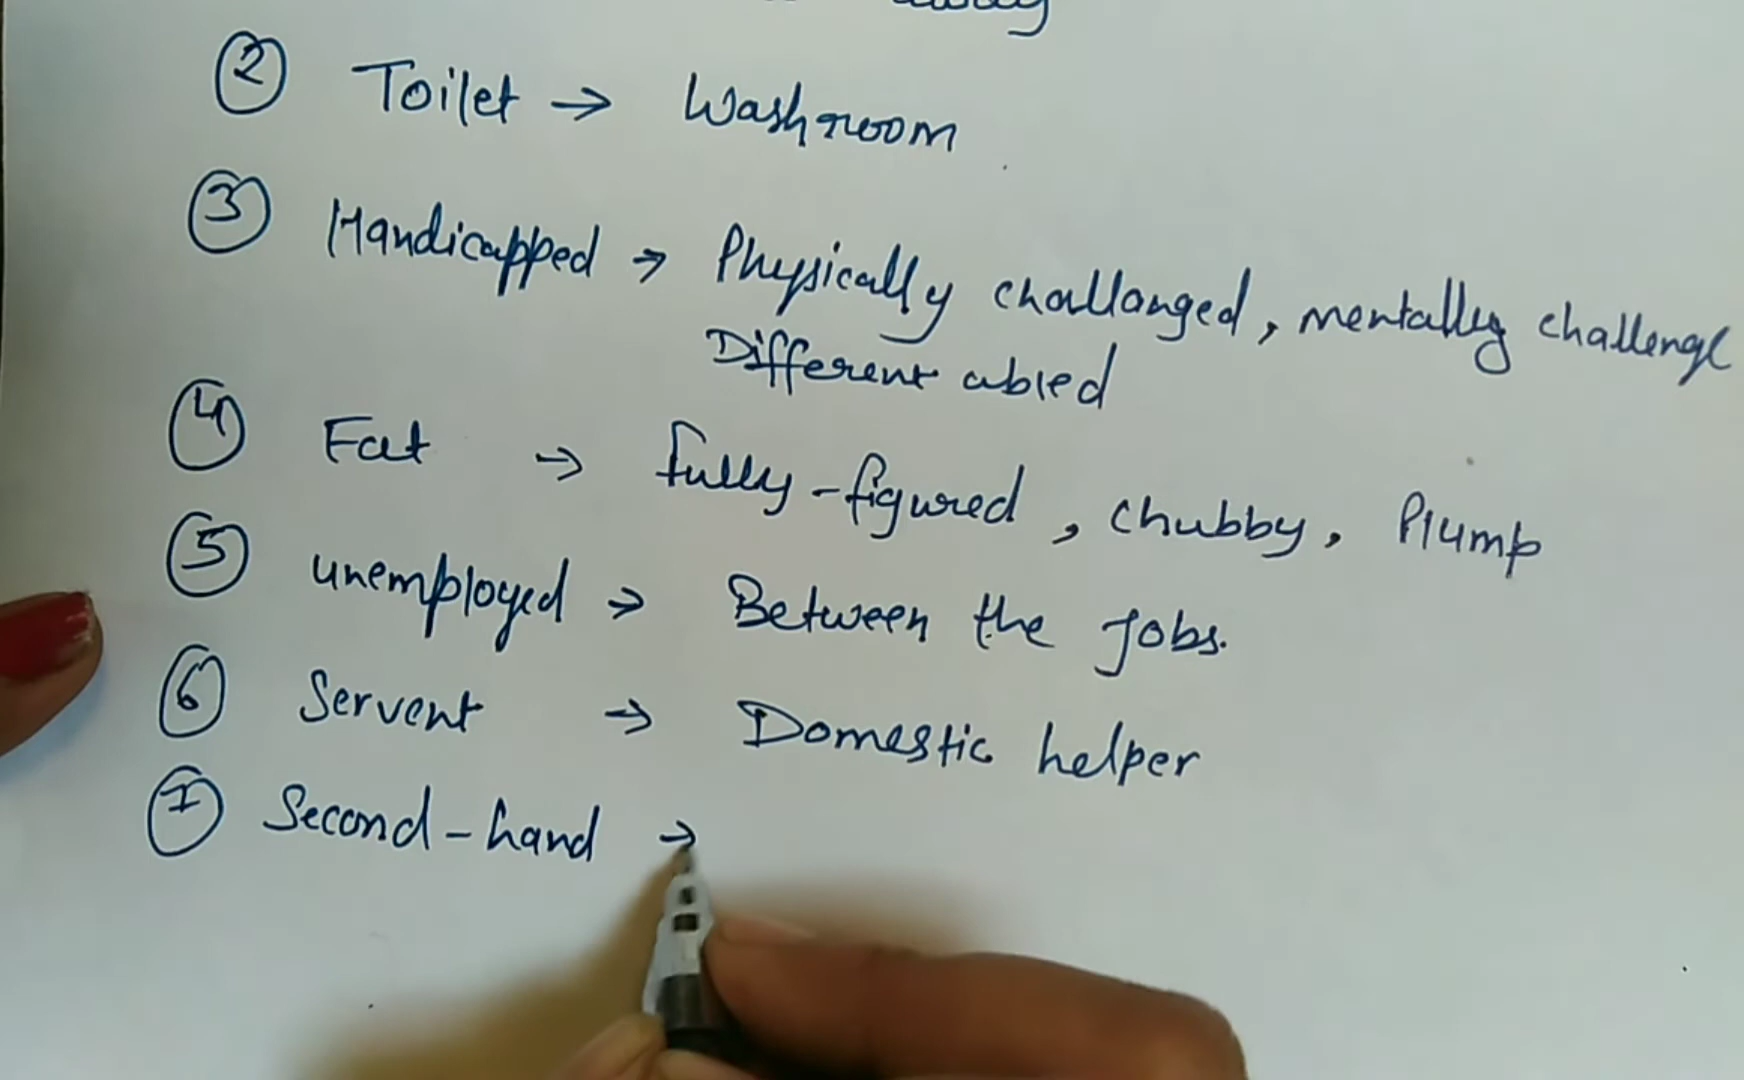 ② Toilet → Washroom
③ Handicapped → Physically challanged, mentally challenge
Different abled
④ Fat → fully-figured, chubby, Plump
⑤ unemployed → Between the Jobs.
⑥ Servent → Domestic helper
⑦ Second-hand →